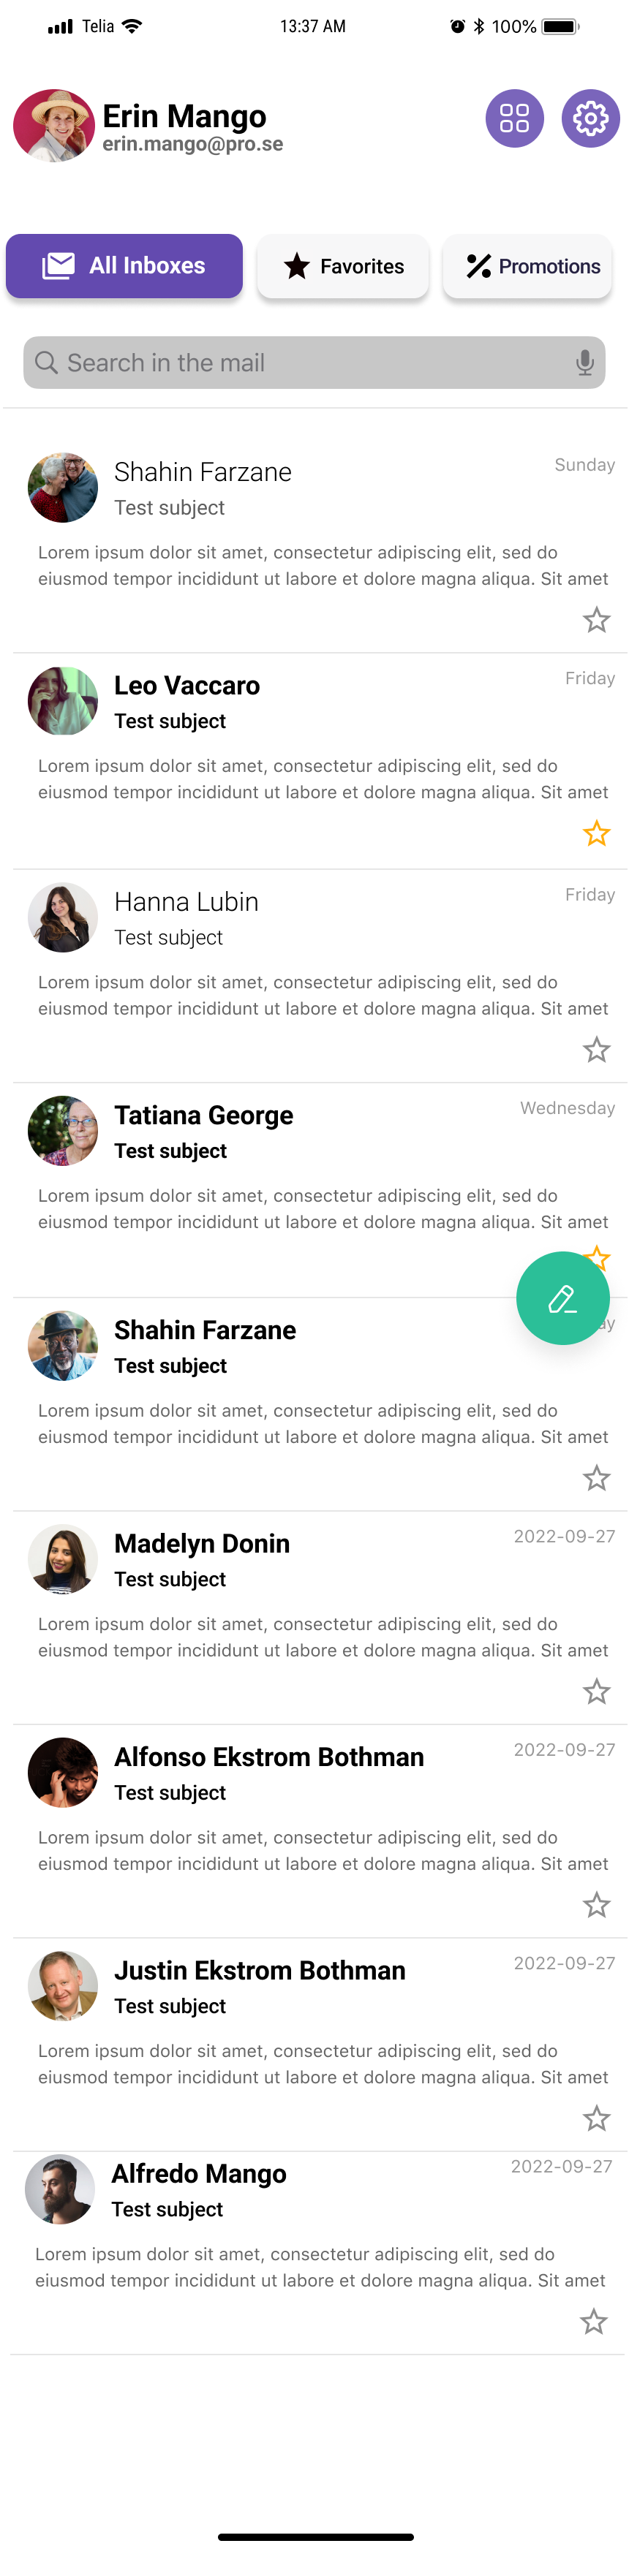 Telia 13:37 AM 100%
Erin Mango
erin.mango@pro.se
All Inboxes Favorites Promotions
Search in the mail
Shahin Farzane Sunday
Test subject
Lorem ipsum dolor sit amet, consectetur adipiscing elit, sed do
eiusmod tempor incididunt ut labore et dolore magna aliqua. Sit amet
Leo Vaccaro Friday
Test subject
Lorem ipsum dolor sit amet, consectetur adipiscing elit, sed do
eiusmod tempor incididunt ut labore et dolore magna aliqua. Sit amet
Hanna Lubin Friday
Test subject
Lorem ipsum dolor sit amet, consectetur adipiscing elit, sed do
eiusmod tempor incididunt ut labore et dolore magna aliqua. Sit amet
Tatiana George Wednesday
Test subject
Lorem ipsum dolor sit amet, consectetur adipiscing elit, sed do
eiusmod tempor incididunt ut labore et dolore magna aliqua. Sit amet
Shahin Farzane
Test subject
Lorem ipsum dolor sit amet, consectetur adipiscing elit, sed do
eiusmod tempor incididunt ut labore et dolore magna aliqua. Sit amet
Madelyn Donin 2022-09-27
Test subject
Lorem ipsum dolor sit amet, consectetur adipiscing elit, sed do
eiusmod tempor incididunt ut labore et dolore magna aliqua. Sit amet
Alfonso Ekstrom Bothman 2022-09-27
Test subject
Lorem ipsum dolor sit amet, consectetur adipiscing elit, sed do
eiusmod tempor incididunt ut labore et dolore magna aliqua. Sit amet
Justin Ekstrom Bothman 2022-09-27
Test subject
Lorem ipsum dolor sit amet, consectetur adipiscing elit, sed do
eiusmod tempor incididunt ut labore et dolore magna aliqua. Sit amet
Alfredo Mango 2022-09-27
Test subject
Lorem ipsum dolor sit amet, consectetur adipiscing elit, sed do
eiusmod tempor incididunt ut labore et dolore magna aliqua. Sit amet